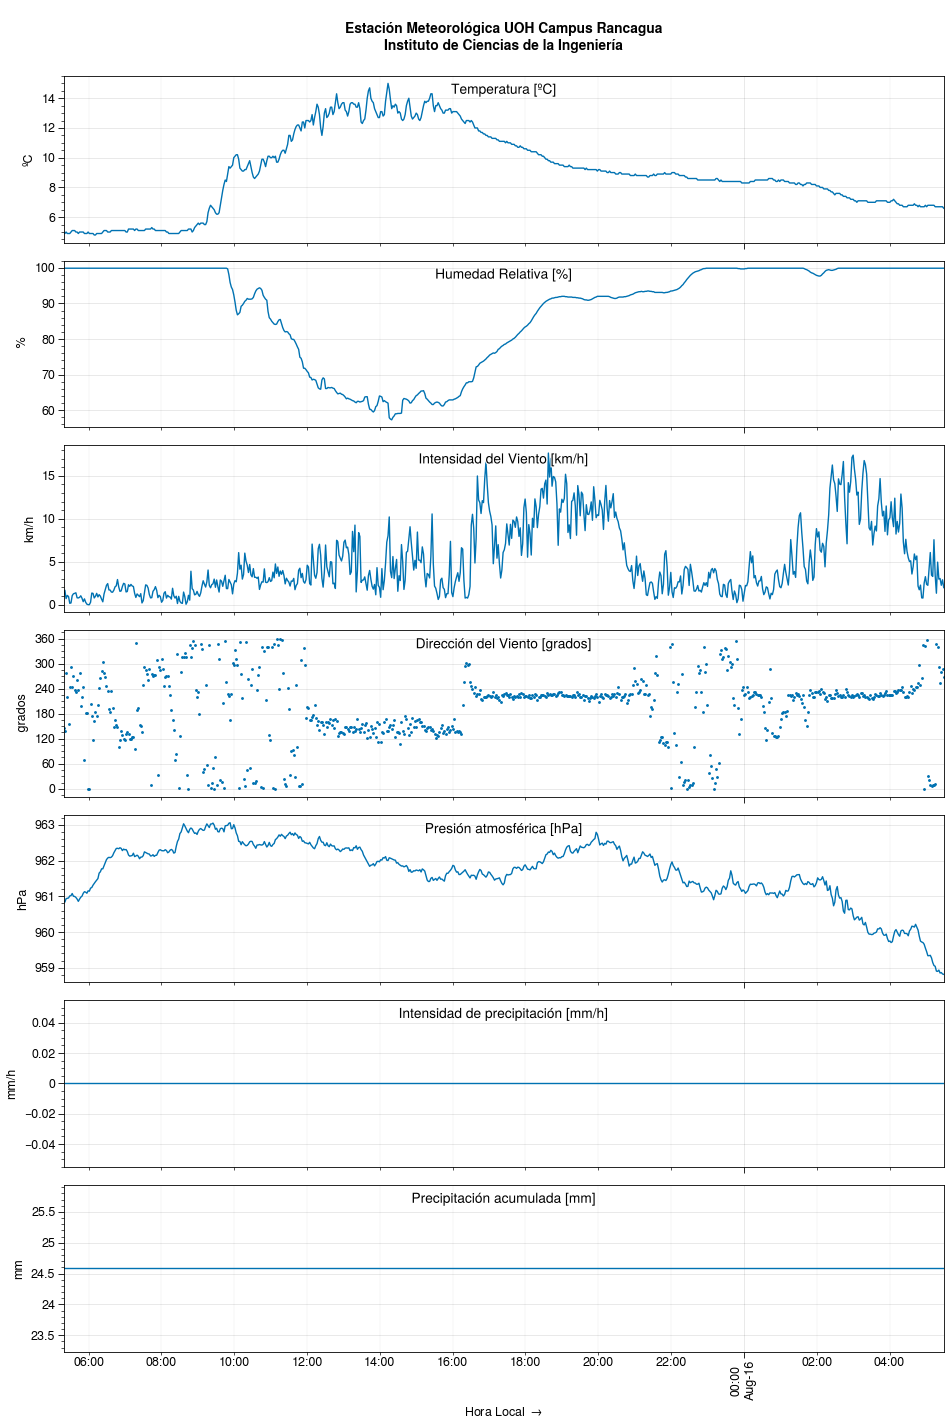 Estación Meteorológica UOH Campus Rancagua
Instituto de Ciencias de la Ingeniería
Temperatura [ºC]
14
12
10
8
6
ºC
Humedad Relativa [%]
100
90
80
70
60
%
Intensidad del Viento [km/h]
15
10
5
0
km/h
Dirección del Viento [grados]
360
300
240
180
120
60
0
grados
Presión atmosférica [hPa]
963
962
961
960
959
hPa
Intensidad de precipitación [mm/h]
0.04
0.02
0
−0.02
−0.04
mm/h
Precipitación acumulada [mm]
25.5
25
24.5
24
23.5
mm
06:00 08:00 10:00 12:00 14:00 16:00 18:00 20:00 22:00 00:00 02:00 04:00
Aug-16
Hora Local →